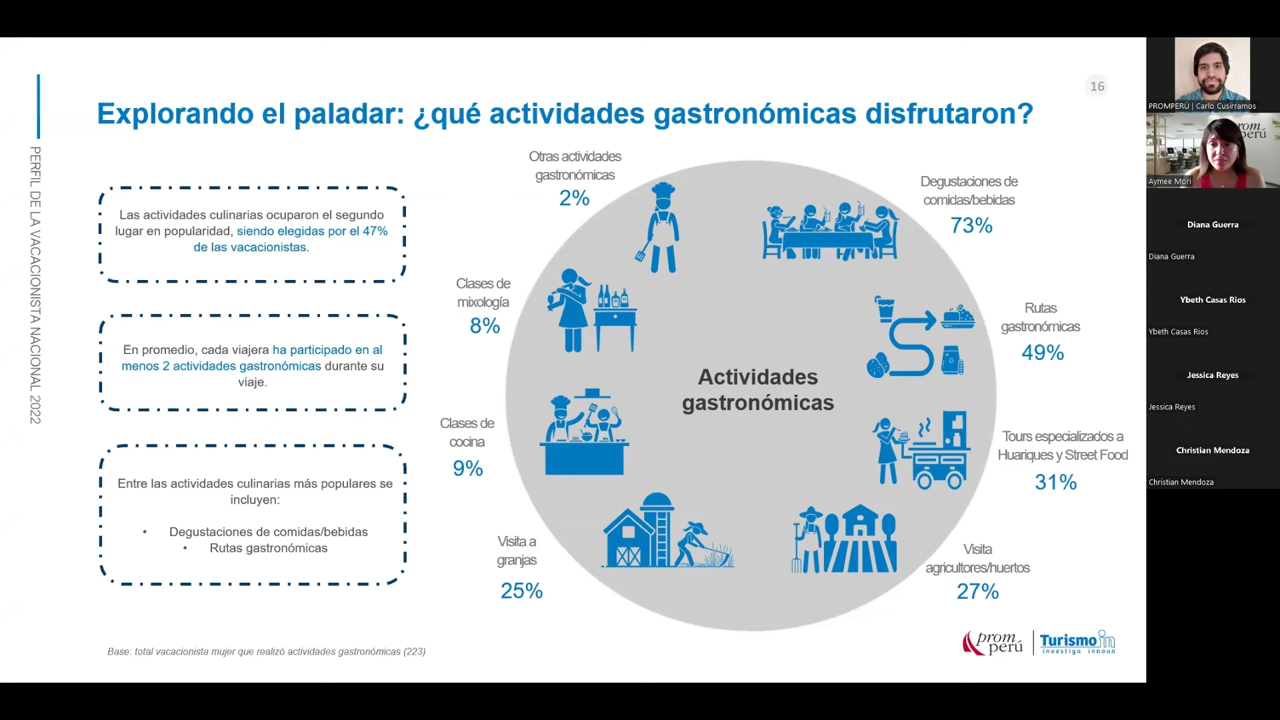 16
Explorando el paladar: ¿qué actividades gastronómicas disfrutaron?
PERFIL DE LA VACACIONISTA NACIONAL 2022
Las actividades culinarias ocuparon el segundo
lugar en popularidad, siendo elegidas por el 47%
de las vacacionistas.
En promedio, cada viajera ha participado en al
menos 2 actividades gastronómicas durante su
viaje.
Entre las actividades culinarias más populares se
incluyen:
• Degustaciones de comidas/bebidas
• Rutas gastronómicas
Otras actividades
gastronómicas
2%
Degustaciones de
comidas/bebidas
73%
Clases de
mixología
8%
Rutas
gastronómicas
49%
Actividades
gastronómicas
Clases de
cocina
9%
Tours especializados a
Huariques y Street Food
31%
Visita a
granjas
25%
Visita
agricultores/huertos
27%
Base: total vacacionista mujer que realizó actividades gastronómicas (223)
prom
perú
Turismo in
investiga innova
PROMPERÚ | Carlo Cusirramos
prom
perú
Aymee Mori
Diana Guerra
Diana Guerra
Ybeth Casas Rios
Ybeth Casas Rios
Jessica Reyes
Jessica Reyes
Christian Mendoza
Christian Mendoza